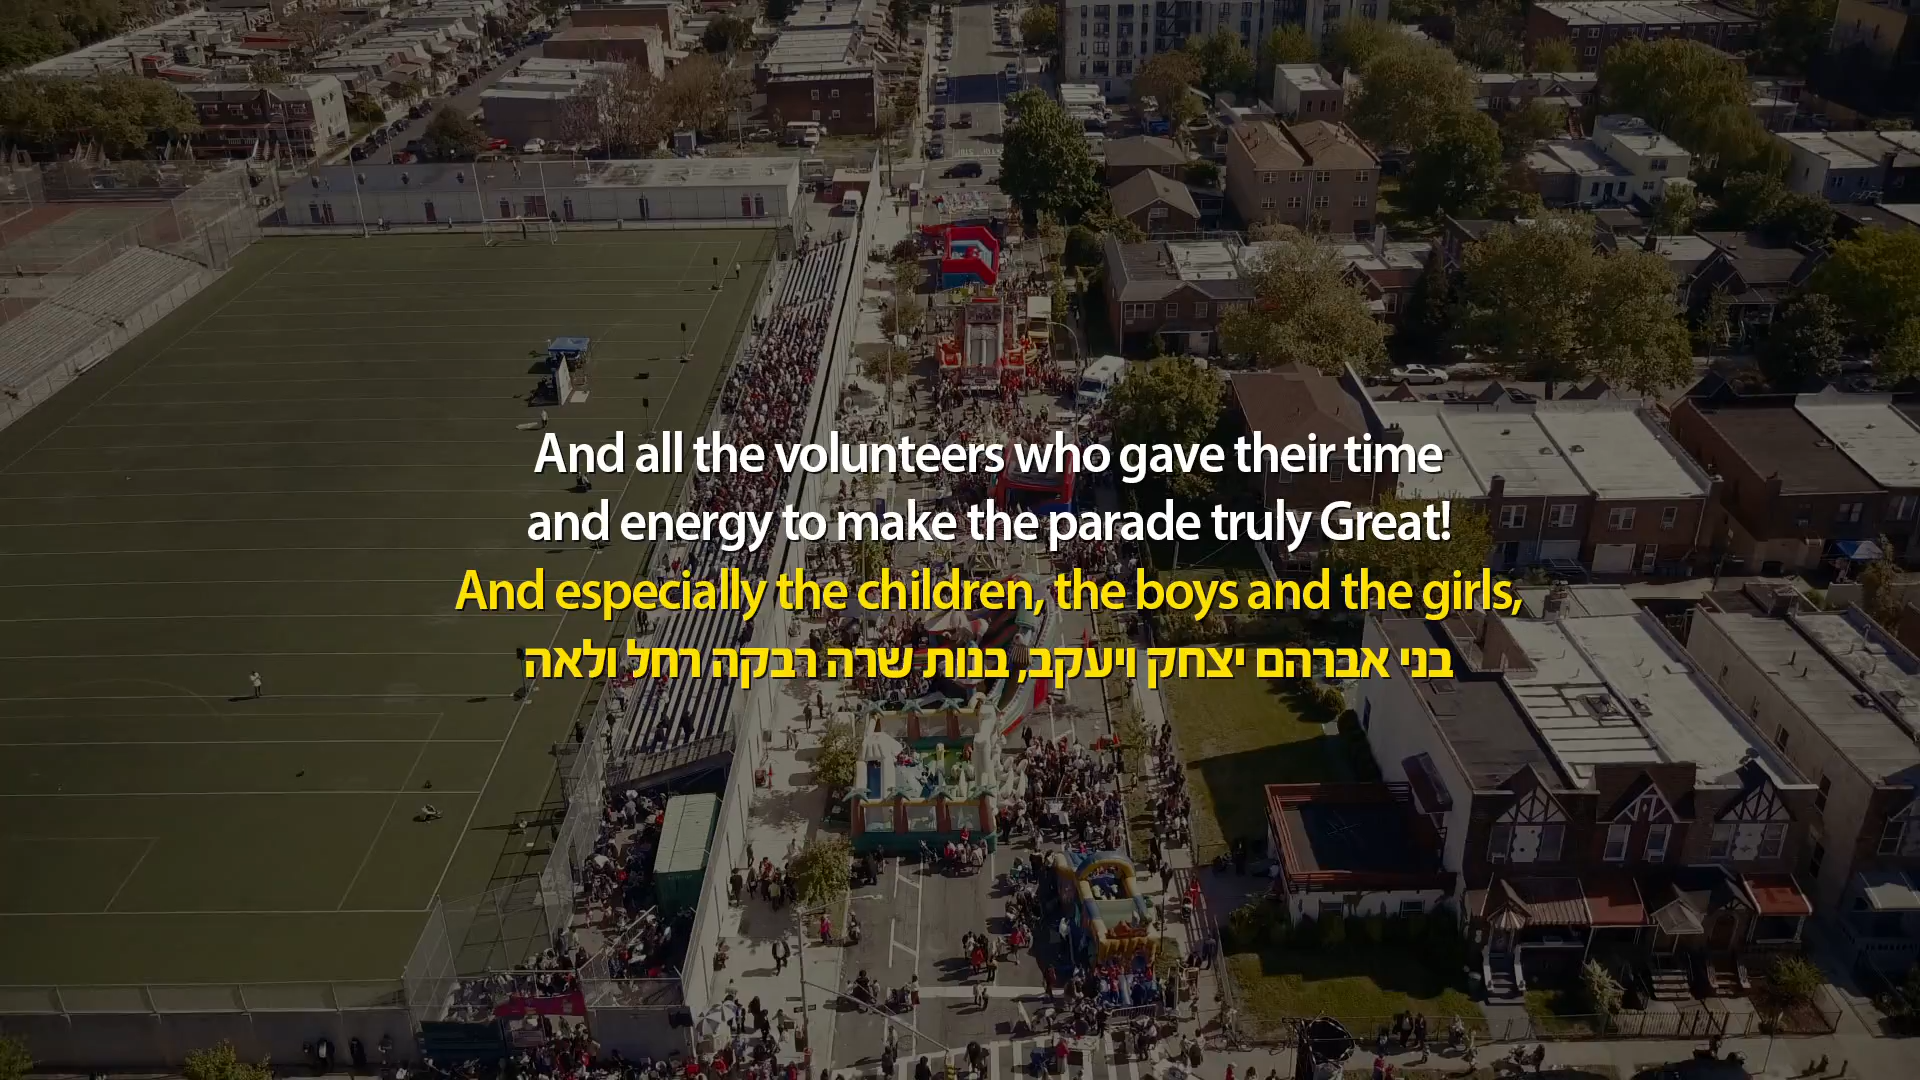 And all the volunteers who gave their time
and energy to make the parade truly Great!
And especially the children, the boys and the girls,
בני אברהם יצחק ויעקב, בנות שרה רבקה רחל ולאה